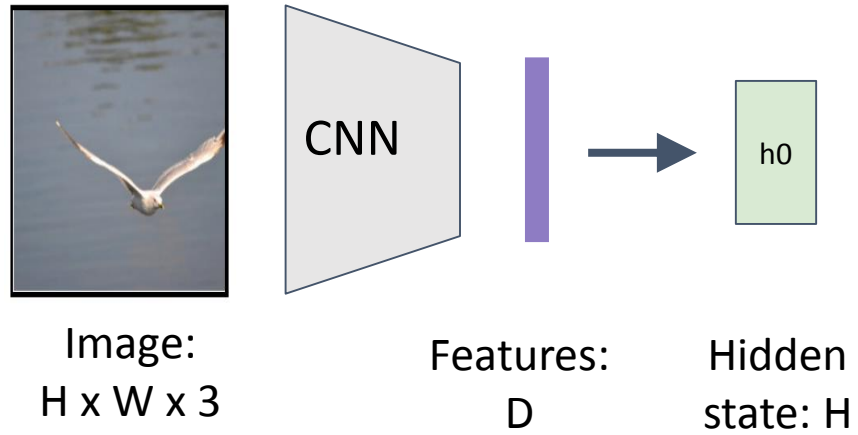 CNN
h0
Image:
H x W x 3
Features:
D
Hidden
state: H